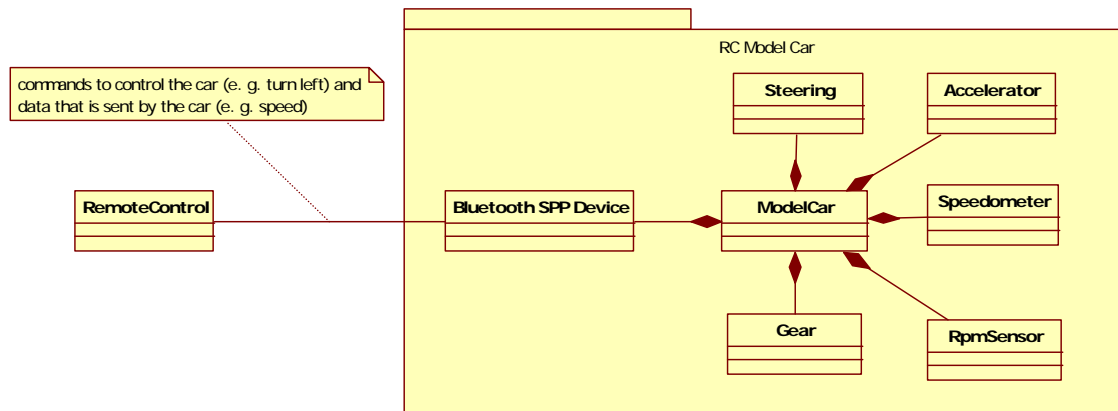 RC Model Car
commands to control the car (e. g. turn left) and
data that is sent by the car (e. g. speed)
Steering
Accelerator
RemoteControl
Bluetooth SPP Device
ModelCar
Speedometer
Gear
RpmSensor